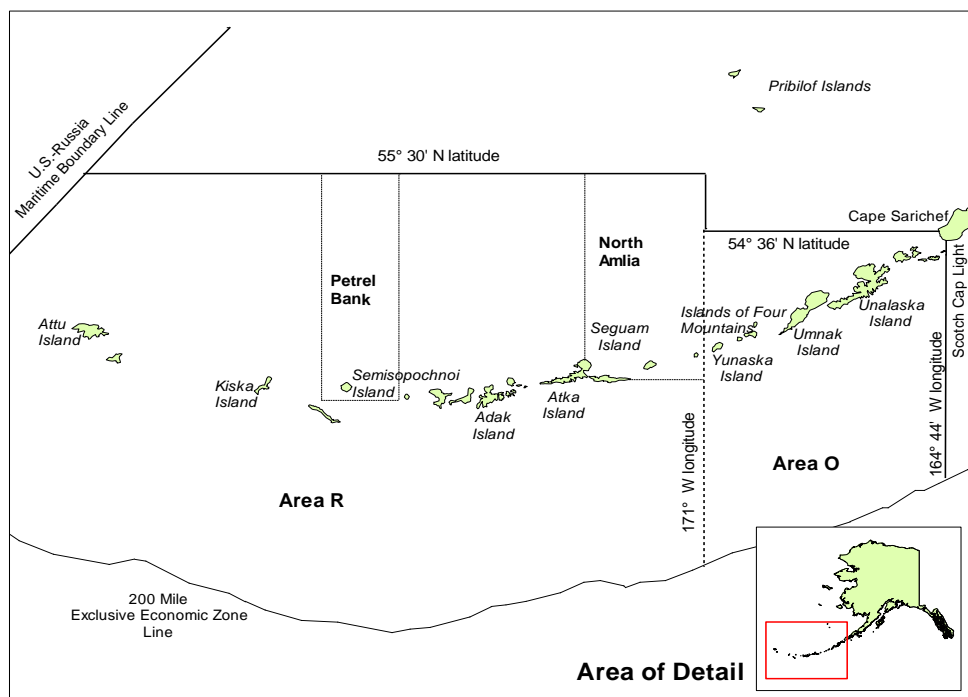 Pribilof Islands
U.S.-Russia
Maritime Boundary Line
55° 30' N latitude
Cape Sarichef
54° 36' N latitude
North
Amlia
Petrel
Bank
Scotch Cap Light
Unalaska
Island
Islands of Four
Mountains
Umnak
Island
Attu
Island
Seguam
Island
Yunaska
Island
Kiska
Island
Semisopochnoi
Island
Adak
Island
Atka
Island
164° 44' W longitude
Area O
Area R
171° W longitude
200 Mile
Exclusive Economic Zone
Line
Area of Detail